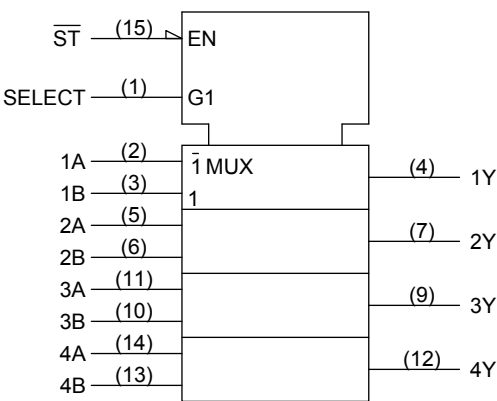 S̅T̅ (15) EN
SELECT (1) G1
1A (2) 1̅ MUX (4) 1Y
1B (3) 1
2A (5) (7) 2Y
2B (6)
3A (11) (9) 3Y
3B (10)
4A (14) (12) 4Y
4B (13)